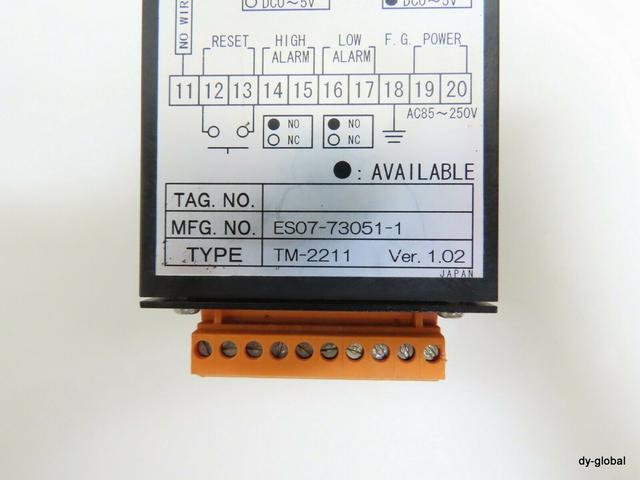 DC0～5V DC0～5V
NO WIR
RESET HIGH ALARM LOW ALARM F. G. POWER
11 12 13 14 15 16 17 18 19 20
AC85～250V
NO NO
NC NC
: AVAILABLE
TAG. NO.
MFG. NO. ES07-73051-1
TYPE TM-2211 Ver. 1.02
JAPAN
dy-global